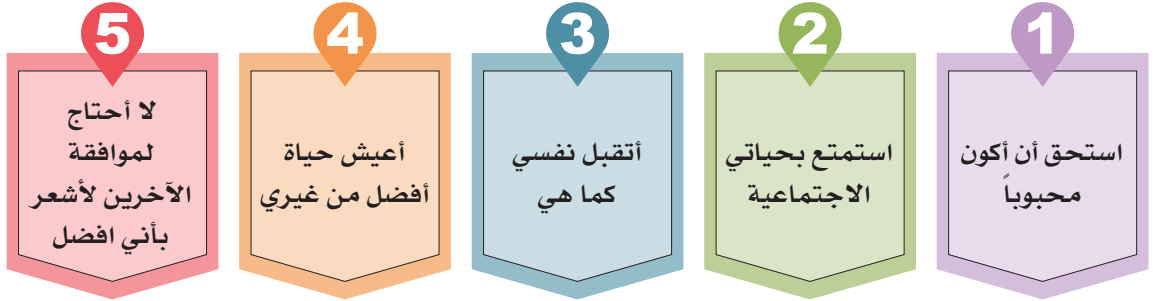 1
استحق أن أكون
محبوباً
2
استمتع بحياتي
الاجتماعية
3
أتقبل نفسي
كما هي
4
أعيش حياة
أفضل من غيري
5
لا أحتاج
لموافقة
الآخرين لأشعر
بأني افضل